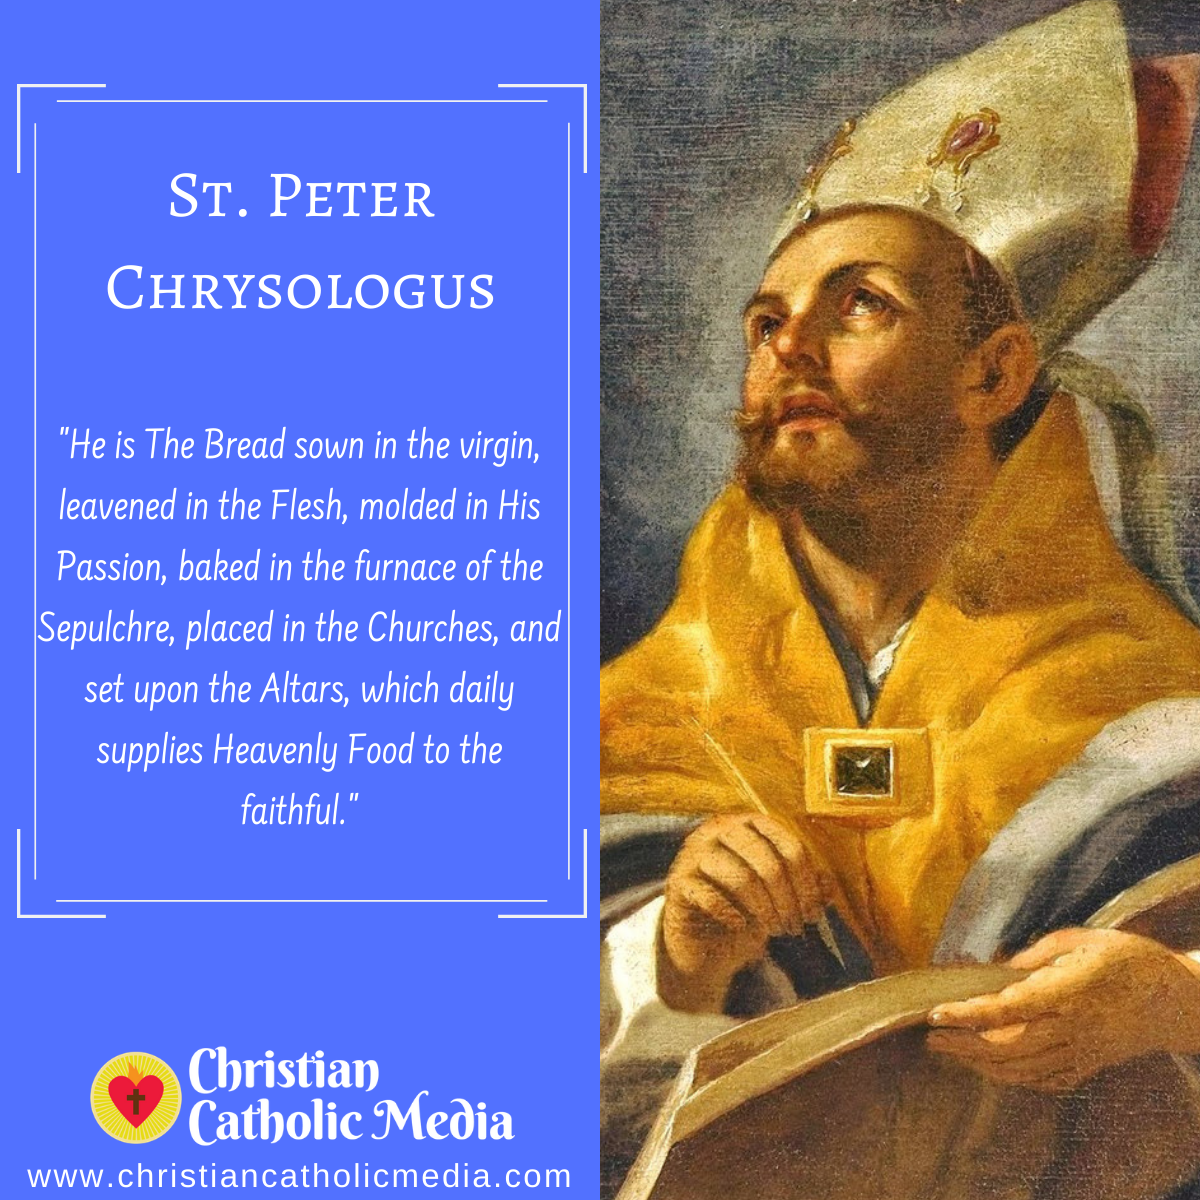 St. Peter
Chrysologus
"He is The Bread sown in the virgin,
leavened in the Flesh, molded in His
Passion, baked in the furnace of the
Sepulchre, placed in the Churches, and
set upon the Altars, which daily
supplies Heavenly Food to the
faithful."
Christian
Catholic Media
www.christiancatholicmedia.com